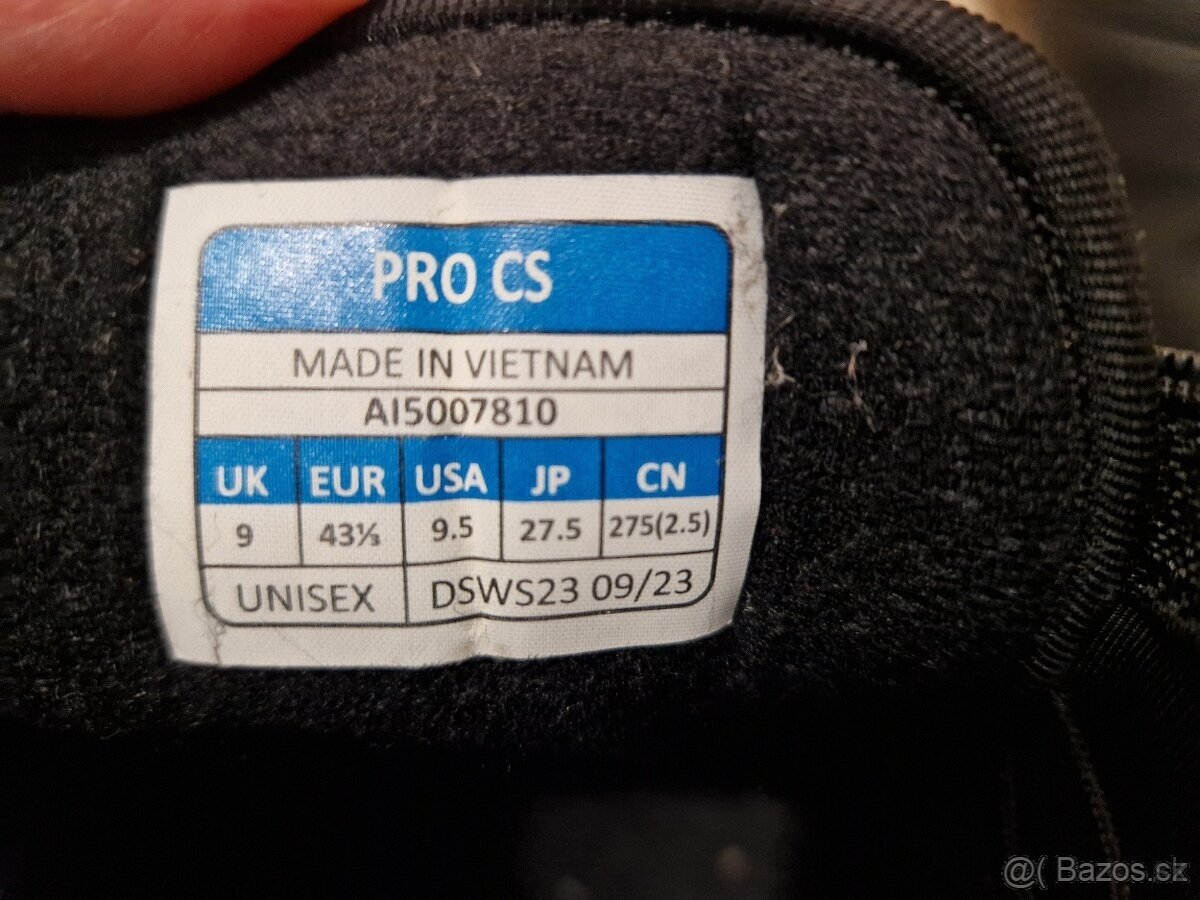 PRO CS
MADE IN VIETNAM
AI5007810
UK EUR USA JP CN
9 43⅓ 9.5 27.5 275(2.5)
UNISEX DSWS23 09/23
@( Bazos.cz